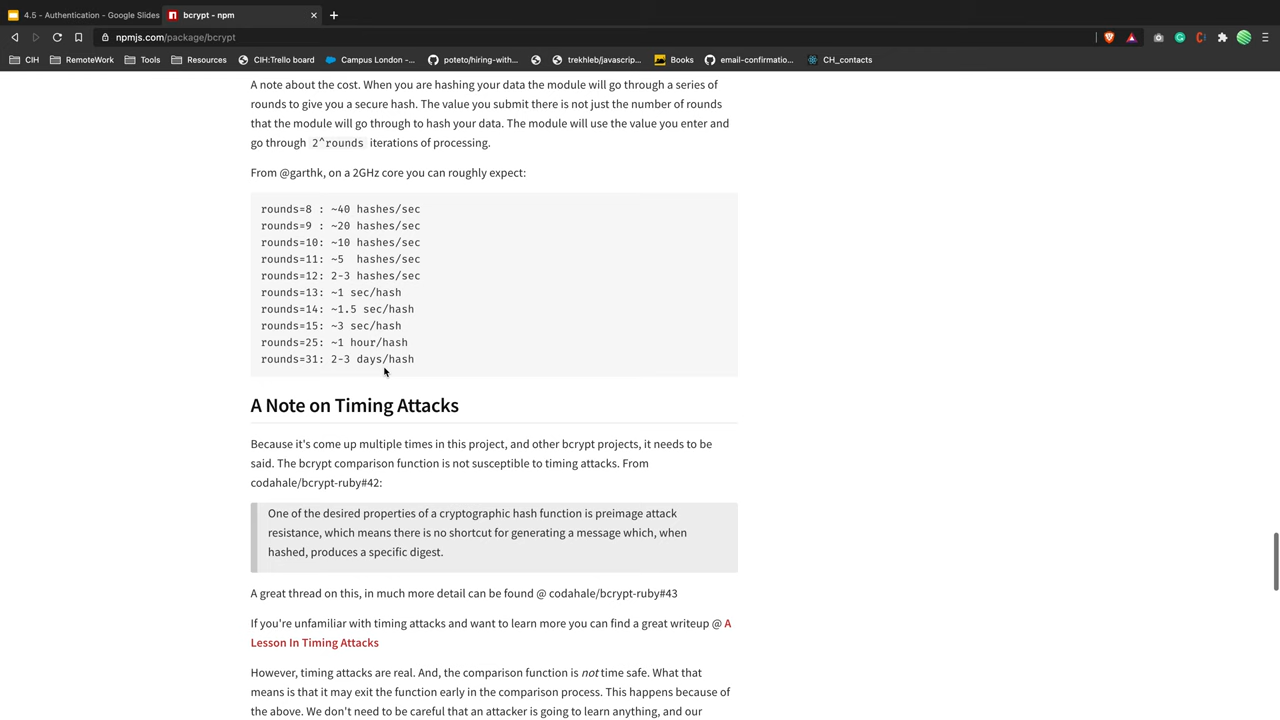 4.5 - Authentication - Google Slides
bcrypt - npm
npmjs.com/package/bcrypt
CIH
RemoteWork
Tools
Resources
CIH:Trello board
Campus London -...
poteto/hiring-with...
trekhleb/javascrip...
Books
email-confirmatio...
CH_contacts
A note about the cost. When you are hashing your data the module will go through a series of
rounds to give you a secure hash. The value you submit there is not just the number of rounds
that the module will go through to hash your data. The module will use the value you enter and
go through 2^rounds iterations of processing.
From @garthk, on a 2GHz core you can roughly expect:
rounds=8 : ~40 hashes/sec
rounds=9 : ~20 hashes/sec
rounds=10: ~10 hashes/sec
rounds=11: ~5  hashes/sec
rounds=12: 2-3 hashes/sec
rounds=13: ~1 sec/hash
rounds=14: ~1.5 sec/hash
rounds=15: ~3 sec/hash
rounds=25: ~1 hour/hash
rounds=31: 2-3 days/hash
A Note on Timing Attacks
Because it's come up multiple times in this project, and other bcrypt projects, it needs to be
said. The bcrypt comparison function is not susceptible to timing attacks. From
codahale/bcrypt-ruby#42:
One of the desired properties of a cryptographic hash function is preimage attack
resistance, which means there is no shortcut for generating a message which, when
hashed, produces a specific digest.
A great thread on this, in much more detail can be found @ codahale/bcrypt-ruby#43
If you're unfamiliar with timing attacks and want to learn more you can find a great writeup @ A
Lesson In Timing Attacks
However, timing attacks are real. And, the comparison function is not time safe. What that
means is that it may exit the function early in the comparison process. This happens because of
the above. We don't need to be careful that an attacker is going to learn anything, and our